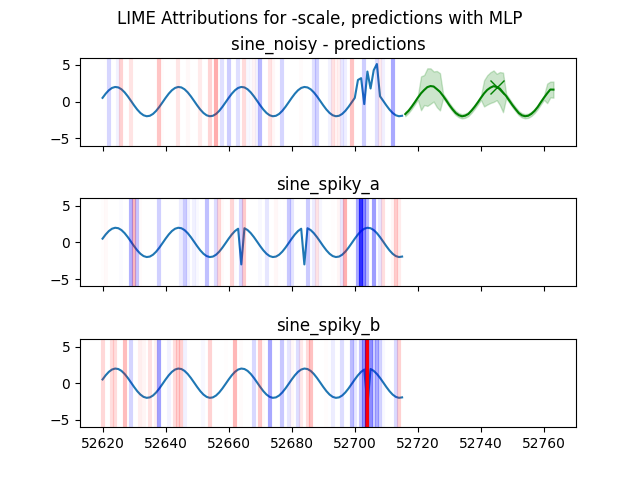 LIME Attributions for -scale, predictions with MLP
sine_noisy - predictions
5
0
−5
sine_spiky_a
5
0
−5
sine_spiky_b
5
0
−5
52620 52640 52660 52680 52700 52720 52740 52760